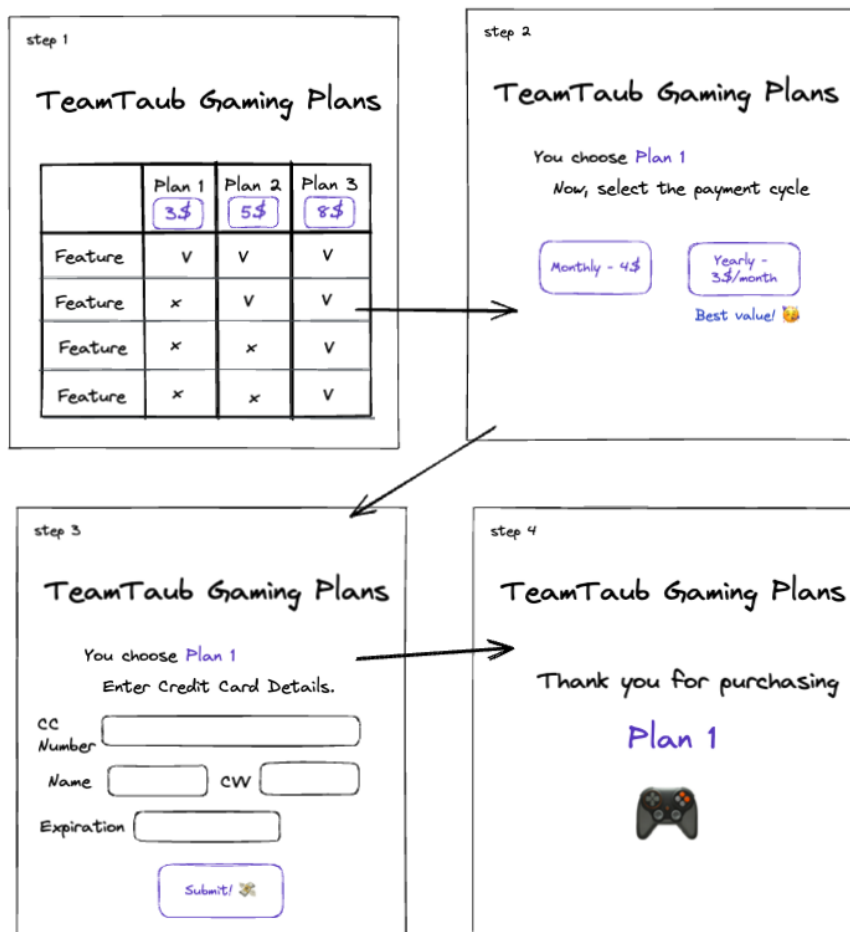 step 1
TeamTaub Gaming Plans
Plan 1 Plan 2 Plan 3
3$ 5$ 8$
Feature V V V
Feature x V V
Feature x x V
Feature x x V
step 2
TeamTaub Gaming Plans
You choose Plan 1
Now, select the payment cycle
Monthly - 4$
Yearly -
3$/month
Best value! 🥳
step 3
TeamTaub Gaming Plans
You choose Plan 1
Enter Credit Card Details.
CC
Number
Name CVV
Expiration
Submit! 💸
step 4
TeamTaub Gaming Plans
Thank you for purchasing
Plan 1